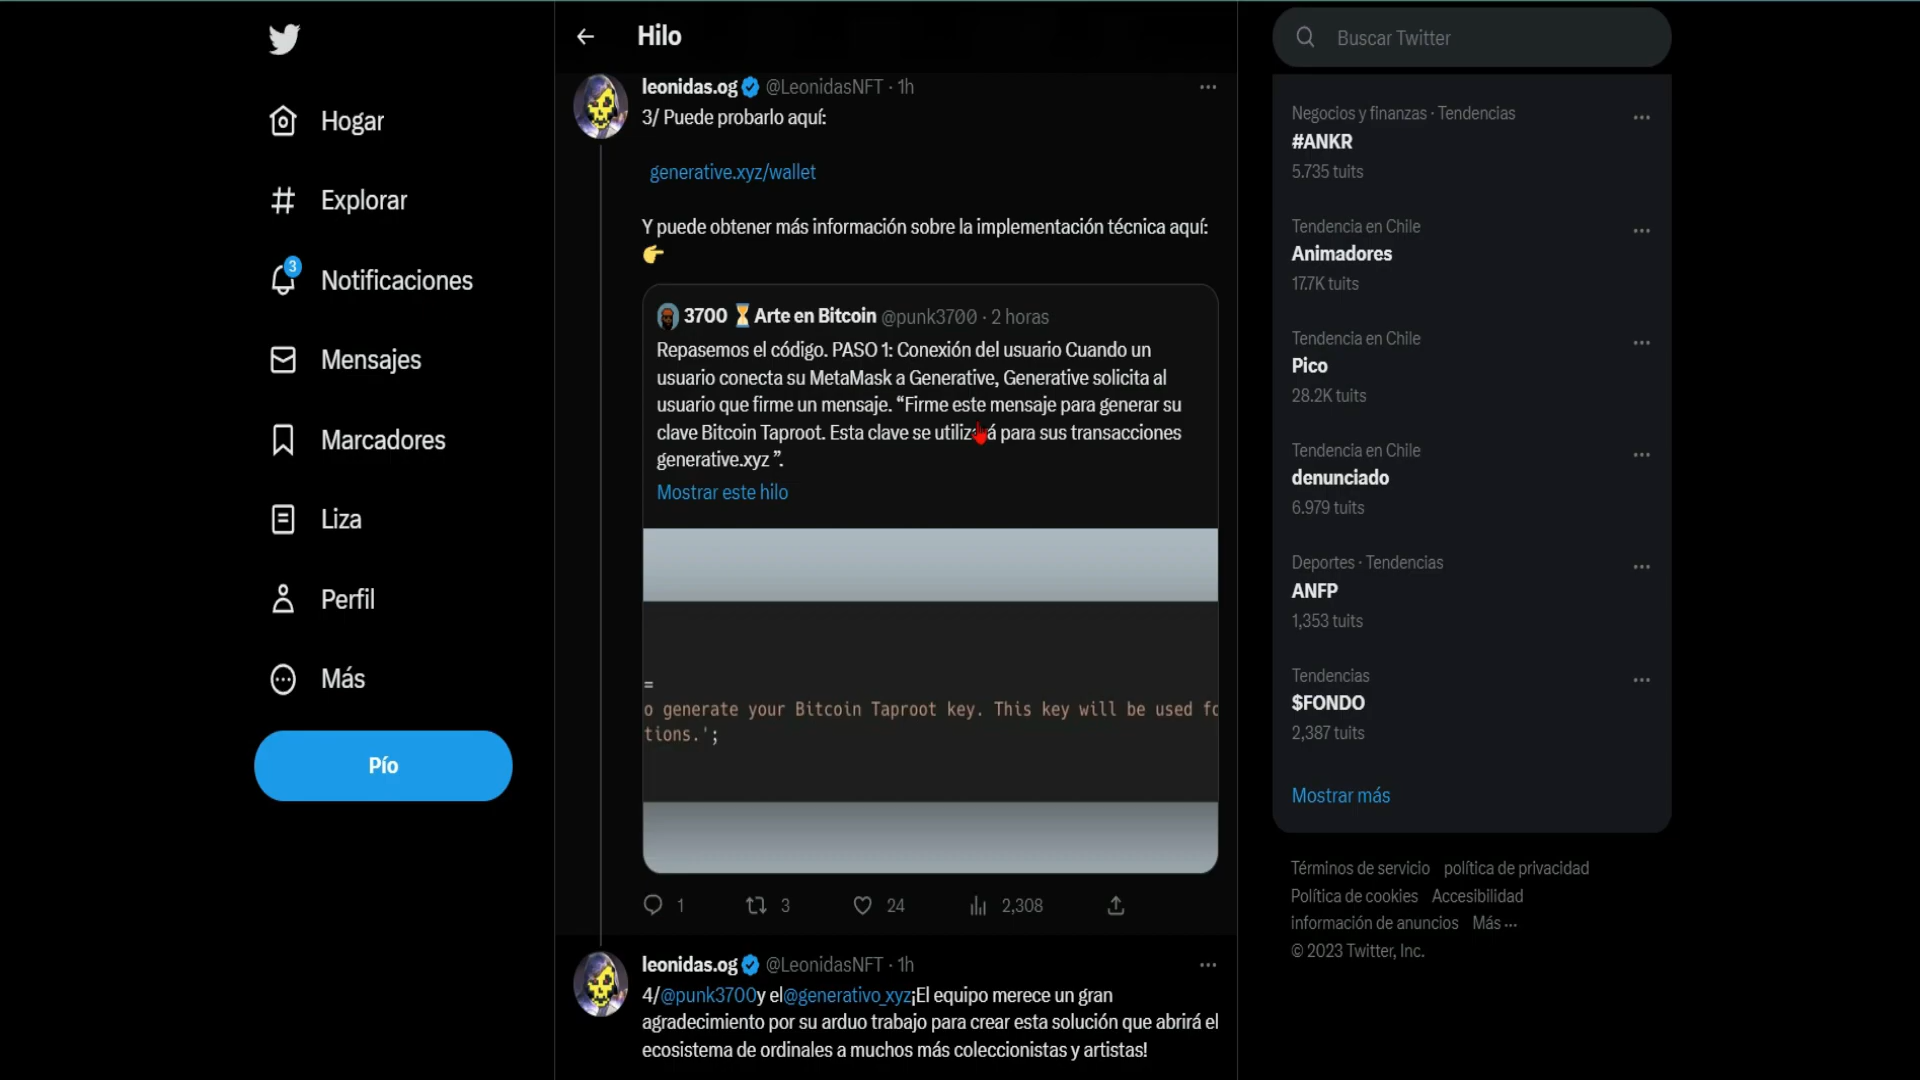 Hogar
Explorar
3
Notificaciones
Mensajes
Marcadores
Liza
Perfil
Más
Pío
Hilo
leonidas.og @LeonidasNFT · 1h
3/ Puede probarlo aquí:
generative.xyz/wallet
Y puede obtener más información sobre la implementación técnica aquí:
3700 Arte en Bitcoin @punk3700 · 2 horas
Repasemos el código. PASO 1: Conexión del usuario Cuando un
usuario conecta su MetaMask a Generative, Generative solicita al
usuario que firme un mensaje. “Firme este mensaje para generar su
clave Bitcoin Taproot. Esta clave se utilizará para sus transacciones
generative.xyz ”.
Mostrar este hilo
=
o generate your Bitcoin Taproot key. This key will be used fo
tions.';
1 3 24 2,308
leonidas.og @LeonidasNFT · 1h
4/@punk3700y el@generativo_xyz¡El equipo merece un gran
agradecimiento por su arduo trabajo para crear esta solución que abrirá el
ecosistema de ordinales a muchos más coleccionistas y artistas!
Buscar Twitter
Negocios y finanzas · Tendencias
#ANKR
5.735 tuits
Tendencia en Chile
Animadores
17.7K tuits
Tendencia en Chile
Pico
28.2K tuits
Tendencia en Chile
denunciado
6.979 tuits
Deportes · Tendencias
ANFP
1,353 tuits
Tendencias
$FONDO
2,387 tuits
Mostrar más
Términos de servicio política de privacidad
Política de cookies Accesibilidad
información de anuncios Más ···
© 2023 Twitter, Inc.